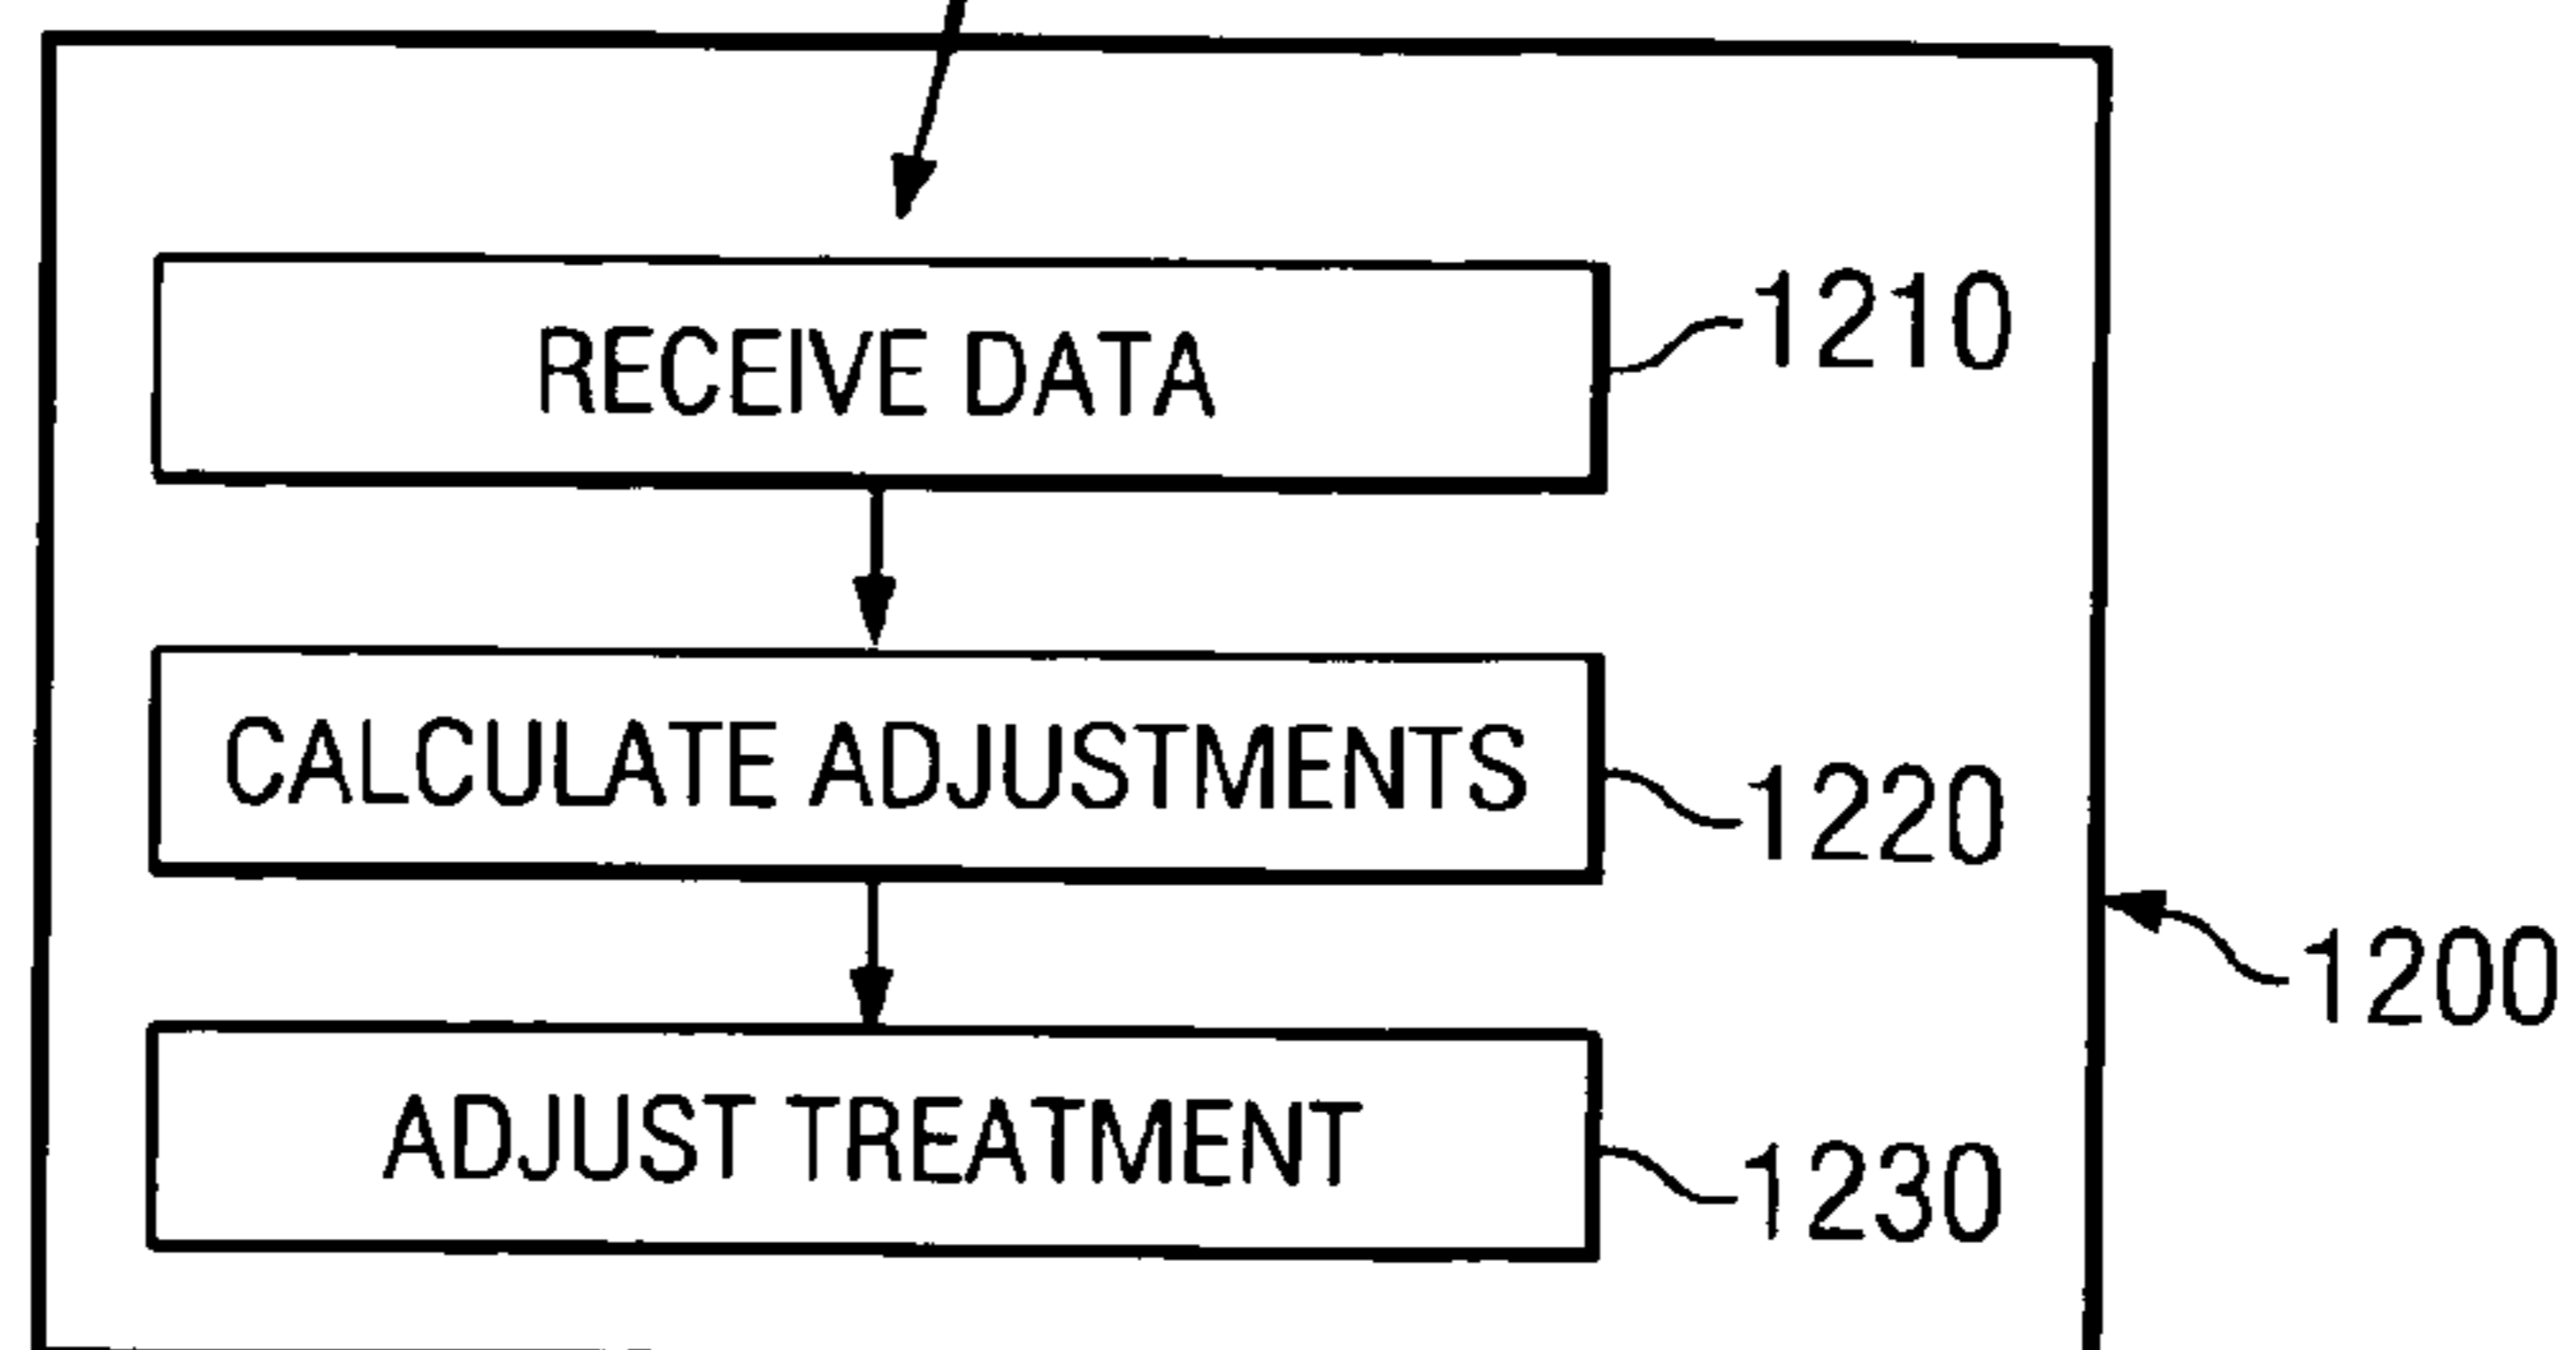 RECEIVE DATA
1210
CALCULATE ADJUSTMENTS
1220
1200
ADJUST TREATMENT
1230